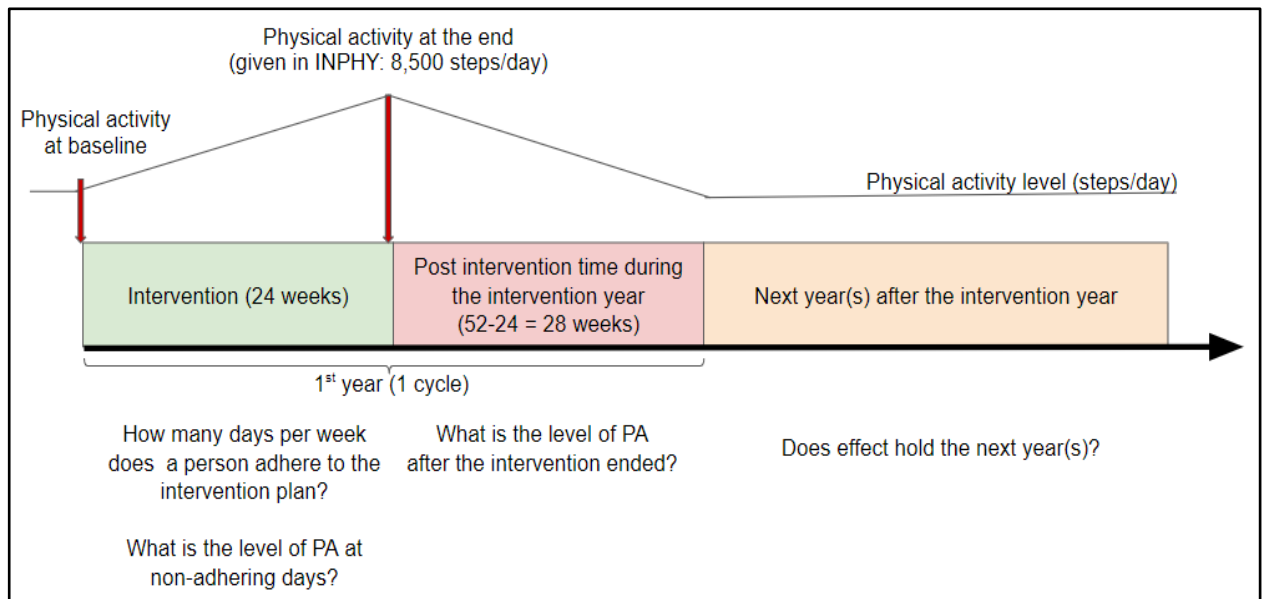 Physical activity at the end
(given in INPHY: 8,500 steps/day)
Physical activity
at baseline
Physical activity level (steps/day)
Intervention (24 weeks)
Post intervention time during
the intervention year
(52-24 = 28 weeks)
Next year(s) after the intervention year
1st year (1 cycle)
How many days per week
does a person adhere to the
intervention plan?
What is the level of PA
after the intervention ended?
Does effect hold the next year(s)?
What is the level of PA at
non-adhering days?